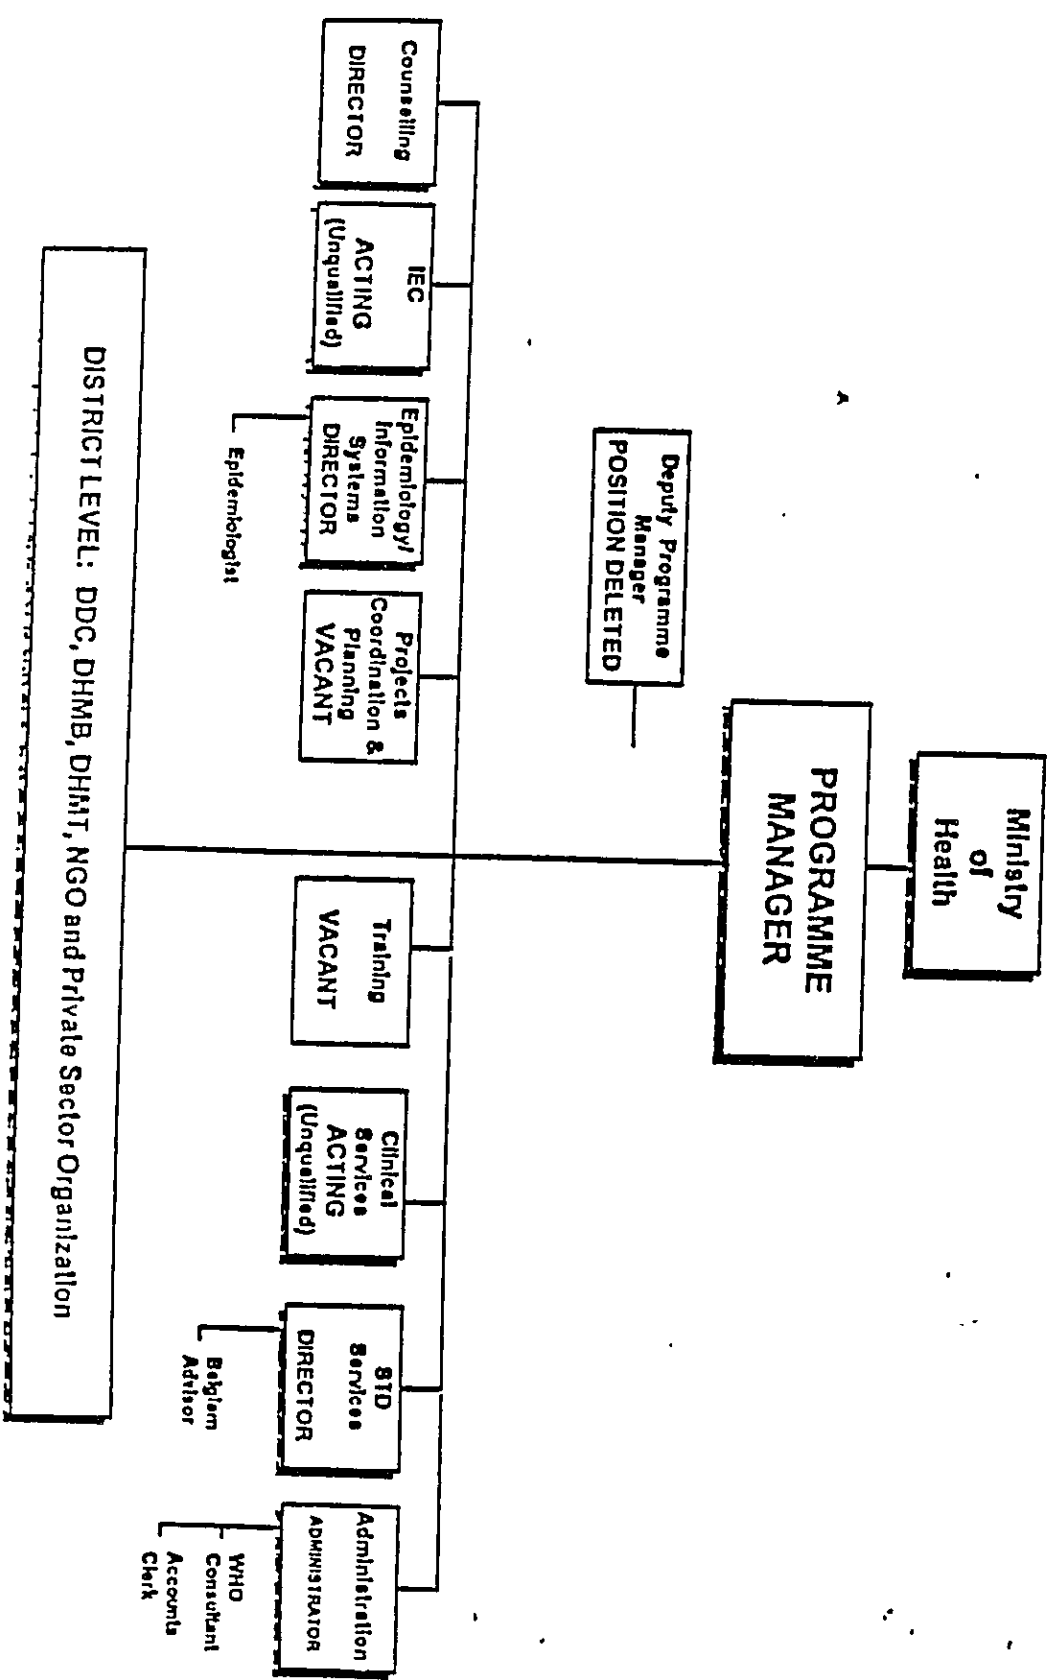 Ministry
of
Health
PROGRAMME
MANAGER
Deputy Programme
Manager
POSITION DELETED
Counselling
DIRECTOR
IEC
ACTING
(Unqualified)
Epidemiology/
Information
Systems
DIRECTOR
Epidemiologist
Projects
Coordination &
Planning
VACANT
Training
VACANT
Clinical
Services
ACTING
(Unqualified)
STD
Services
DIRECTOR
Belgiem
Advisor
Administration
ADMINISTRATOR
WHO
Consultant
Accounts
Clerk
DISTRICT LEVEL: DDC, DHMB, DHMT, NGO and Private Sector Organization